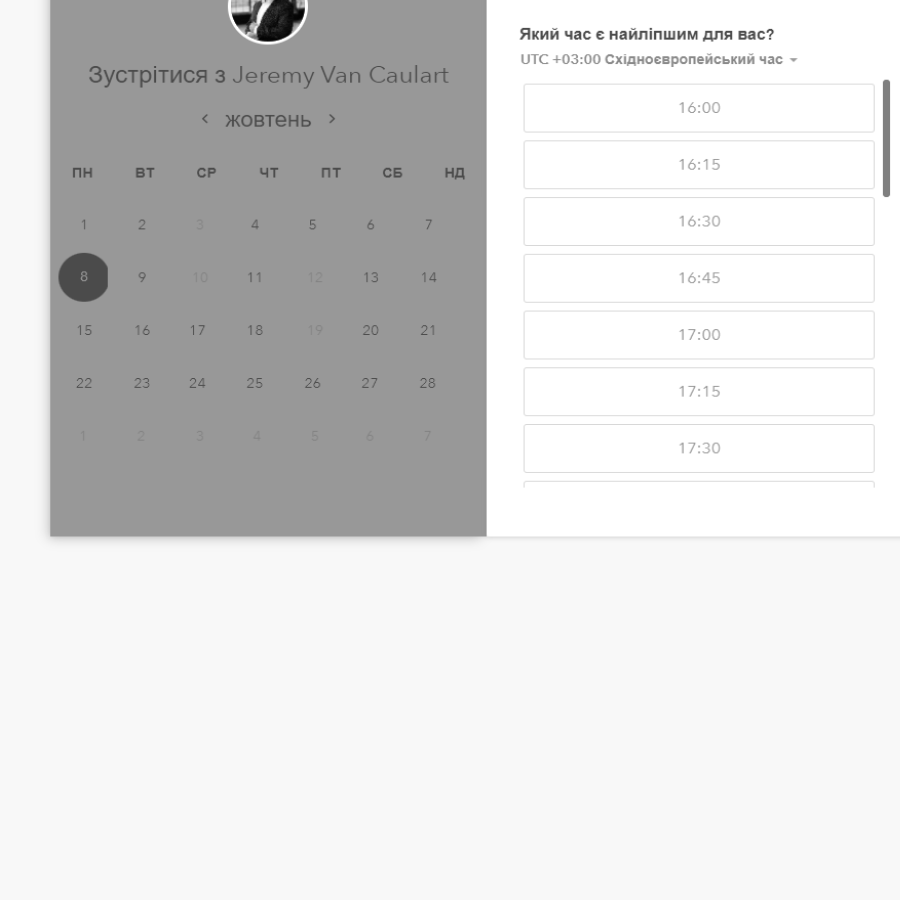 Зустрітися з Jeremy Van Caulart
жовтень
ПН ВТ СР ЧТ ПТ СБ НД
1 2 3 4 5 6 7
8 9 10 11 12 13 14
15 16 17 18 19 20 21
22 23 24 25 26 27 28
1 2 3 4 5 6 7
Який час є найліпшим для вас?
UTC +03:00 Східноєвропейський час
16:00
16:15
16:30
16:45
17:00
17:15
17:30